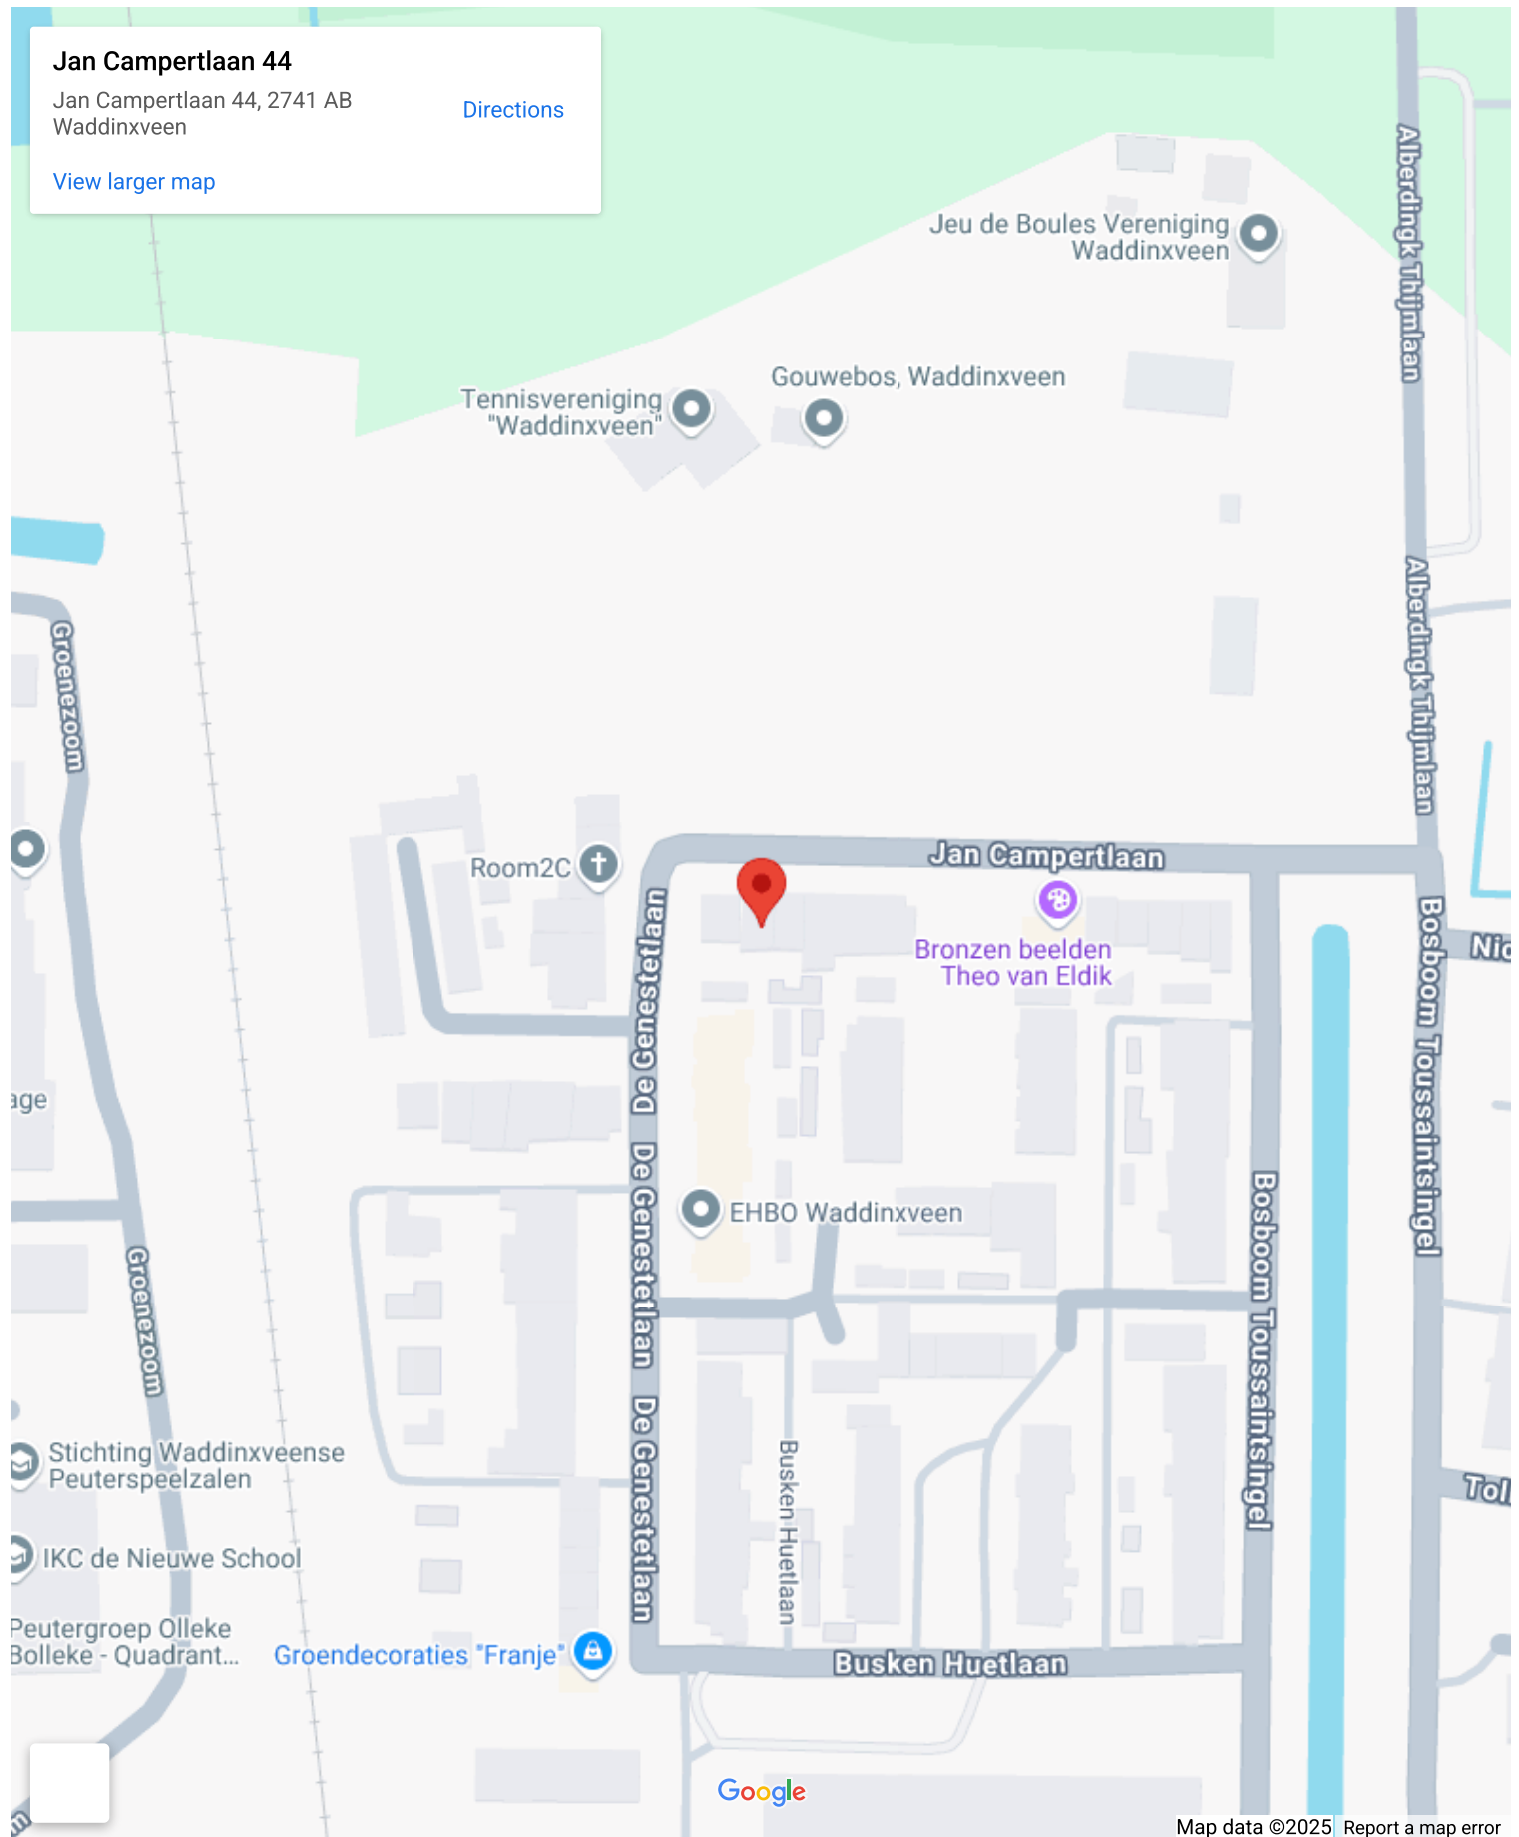 Jan Campertlaan 44
Jan Campertlaan 44, 2741 AB
Waddinxveen
Directions
View larger map
Alberdingk Thijmlaan
Jeu de Boules Vereniging
Waddinxveen
Gouwebos, Waddinxveen
Tennisvereniging
"Waddinxveen"
Alberdingk Thijmlaan
Groenezoom
Jan Campertlaan
Room2C
De Genestetlaan
Bosboom Toussaintsingel
Nic
Bronzen beelden
Theo van Eldik
age
De Genestetlaan
EHBO Waddinxveen
Bosboom Toussaintsingel
Groenezoom
De Genestetlaan
Busken Huetlaan
Stichting Waddinxveense
Peuterspeelzalen
Toll
IKC de Nieuwe School
Peutergroep Olleke
Bolleke - Quadrant...
Groendecoraties "Franje"
Busken Huetlaan
Google
m
Map data ©2025
Report a map error